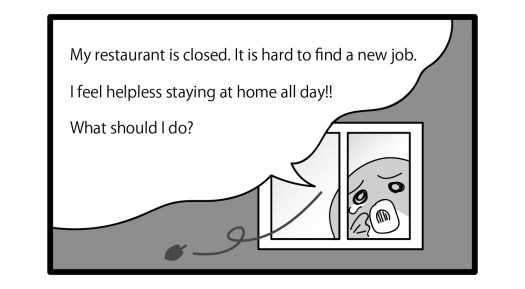 My restaurant is closed. It is hard to find a new job.
I feel helpless staying at home all day!!
What should I do?